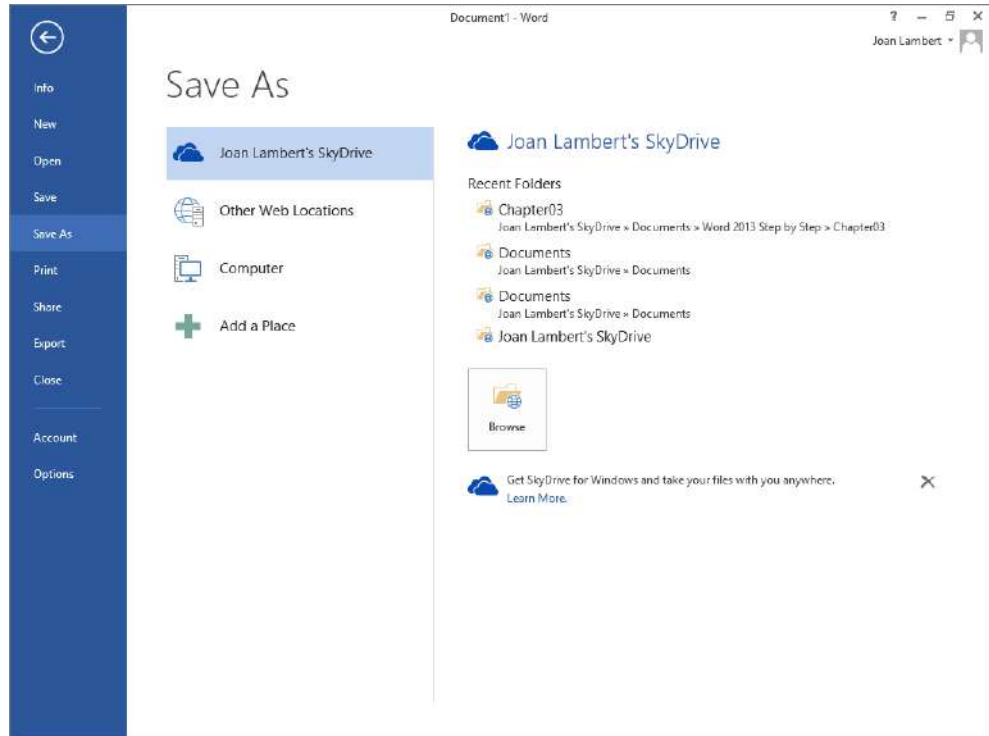 Document1 - Word
Joan Lambert
Info
New
Open
Save
Save As
Print
Share
Export
Close
Account
Options
Save As
Joan Lambert's SkyDrive
Other Web Locations
Computer
Add a Place
Joan Lambert's SkyDrive
Recent Folders
Chapter03
Joan Lambert's SkyDrive » Documents » Word 2013 Step by Step » Chapter03
Documents
Joan Lambert's SkyDrive » Documents
Documents
Joan Lambert's SkyDrive » Documents
Joan Lambert's SkyDrive
Browse
Get SkyDrive for Windows and take your files with you anywhere.
Learn More.